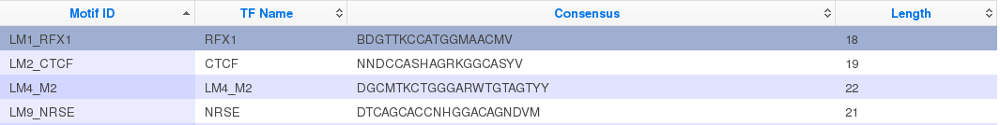 Motif ID TF Name Consensus Length
LM1_RFX1 RFX1 BDGTTKCCATGGMAACMV 18
LM2_CTCF CTCF NNDCCASHAGRKGGCASYV 19
LM4_M2 LM4_M2 DGCMTKCTGGGARWTGTAGTYY 22
LM9_NRSE NRSE DTCAGCACCNHGGACAGNDVM 21